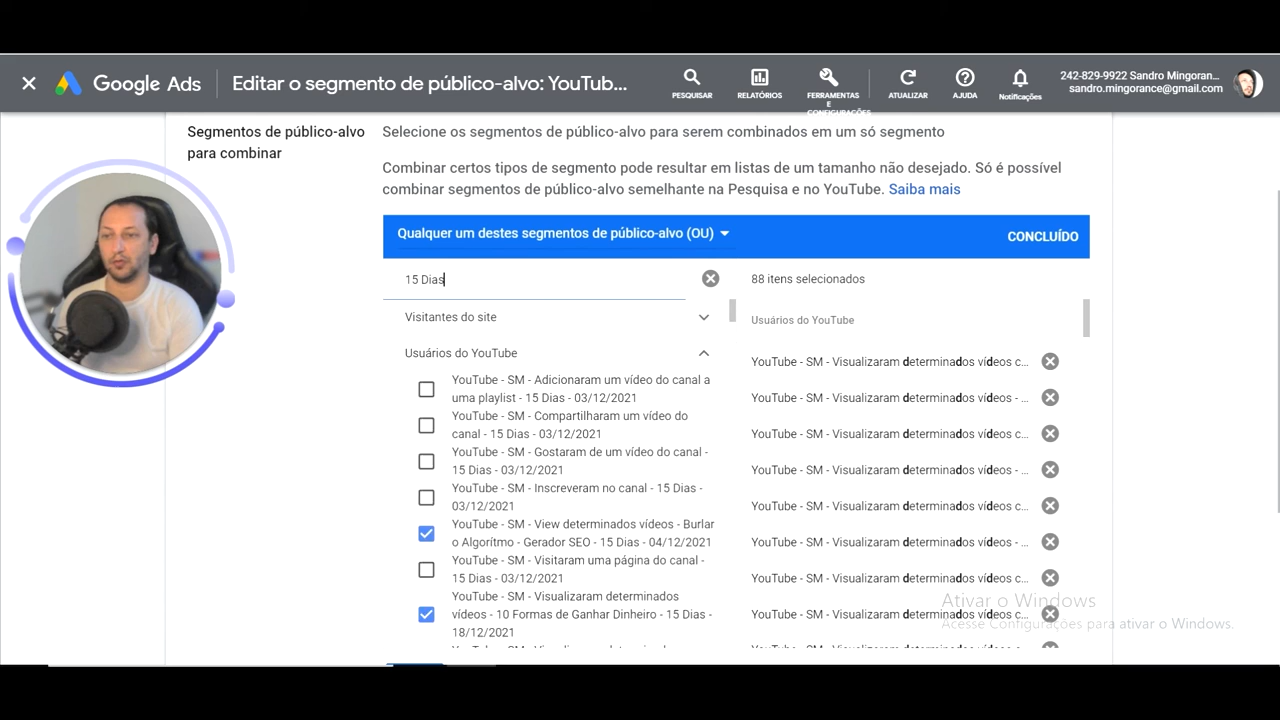 Google Ads
Editar o segmento de público-alvo: YouTub...
PESQUISAR
RELATÓRIOS
FERRAMENTAS
E
CONFIGURAÇÕES
ATUALIZAR
AJUDA
Notificações
242-829-9922 Sandro Mingoran...
sandro.mingorance@gmail.com
Segmentos de público-alvo
para combinar
Selecione os segmentos de público-alvo para serem combinados em um só segmento
Combinar certos tipos de segmento pode resultar em listas de um tamanho não desejado. Só é possível
combinar segmentos de público-alvo semelhante na Pesquisa e no YouTube. Saiba mais
Qualquer um destes segmentos de público-alvo (OU)
CONCLUÍDO
15 Dias
Visitantes do site
Usuários do YouTube
YouTube - SM - Adicionaram um vídeo do canal a
uma playlist - 15 Dias - 03/12/2021
YouTube - SM - Compartilharam um vídeo do
canal - 15 Dias - 03/12/2021
YouTube - SM - Gostaram de um vídeo do canal -
15 Dias - 03/12/2021
YouTube - SM - Inscreveram no canal - 15 Dias -
03/12/2021
YouTube - SM - View determinados vídeos - Burlar
o Algorítmo - Gerador SEO - 15 Dias - 04/12/2021
YouTube - SM - Visitaram uma página do canal -
15 Dias - 03/12/2021
YouTube - SM - Visualizaram determinados
vídeos - 10 Formas de Ganhar Dinheiro - 15 Dias -
18/12/2021
88 itens selecionados
Usuários do YouTube
YouTube - SM - Visualizaram determinados vídeos c...
YouTube - SM - Visualizaram determinados vídeos - ...
YouTube - SM - Visualizaram determinados vídeos c...
YouTube - SM - Visualizaram determinados vídeos - ...
YouTube - SM - Visualizaram determinados vídeos c...
YouTube - SM - Visualizaram determinados vídeos - ...
YouTube - SM - Visualizaram determinados vídeos c...
YouTube - SM - Visualizaram determinados vídeos c...
Ativar o Windows
Acesse Configurações para ativar o Windows.